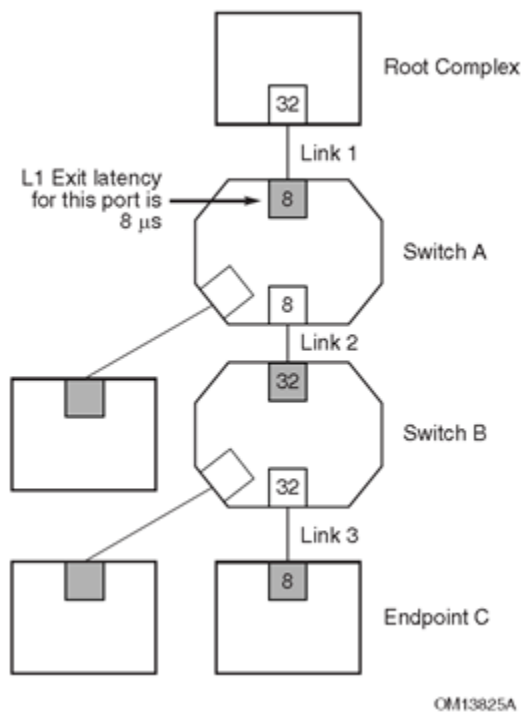 Root Complex
32
Link 1
L1 Exit latency
for this port is
8 μs
8
Switch A
8
Link 2
32
Switch B
32
Link 3
8
Endpoint C
OM13825A